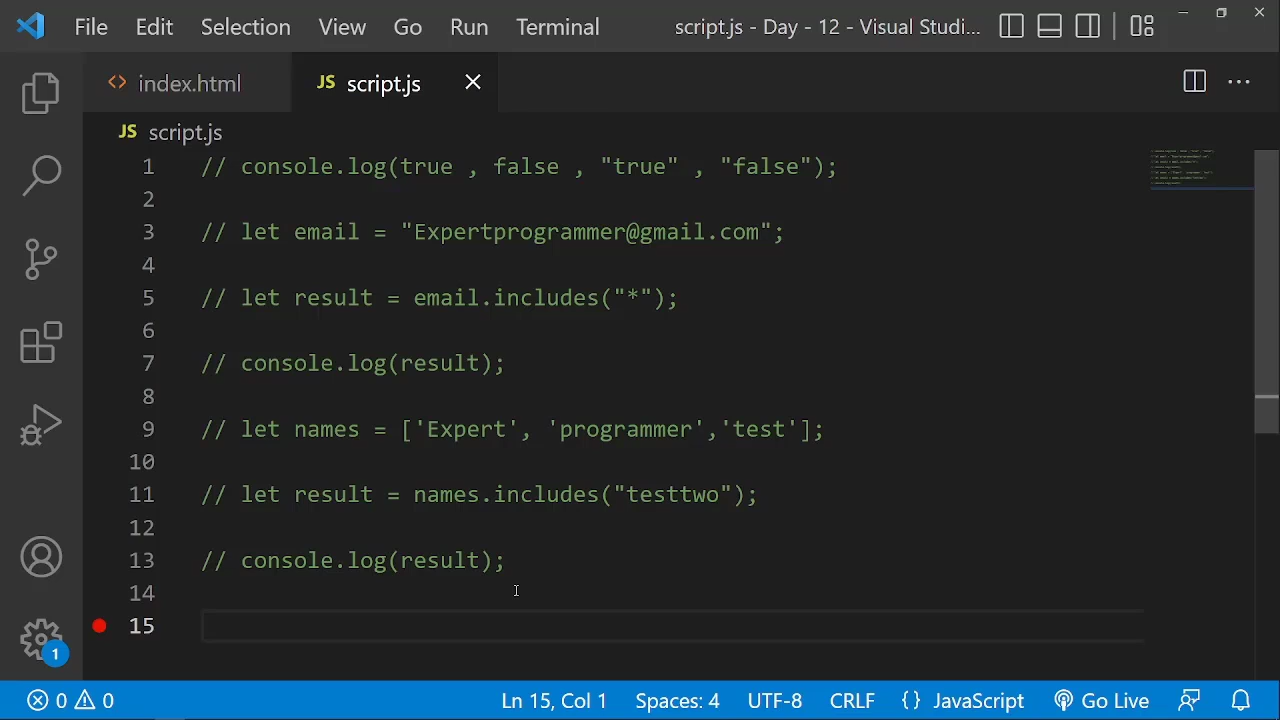 File Edit Selection View Go Run Terminal script.js - Day - 12 - Visual Studi...
index.html JS script.js
JS script.js
1 // console.log(true   false , "true" , "false");
2
3 // let email = "Expertprogrammer@gmail.com";
4
5 // let result = email.includes("*");
6
7 // console.log(result);
8
9 // let names = ['Expert', 'programmer','test'];
10
11 // let result = names.includes("testtwo");
12
13 // console.log(result);
14
15
1
0 0 Ln 15, Col 1 Spaces: 4 UTF-8 CRLF {} JavaScript Go Live